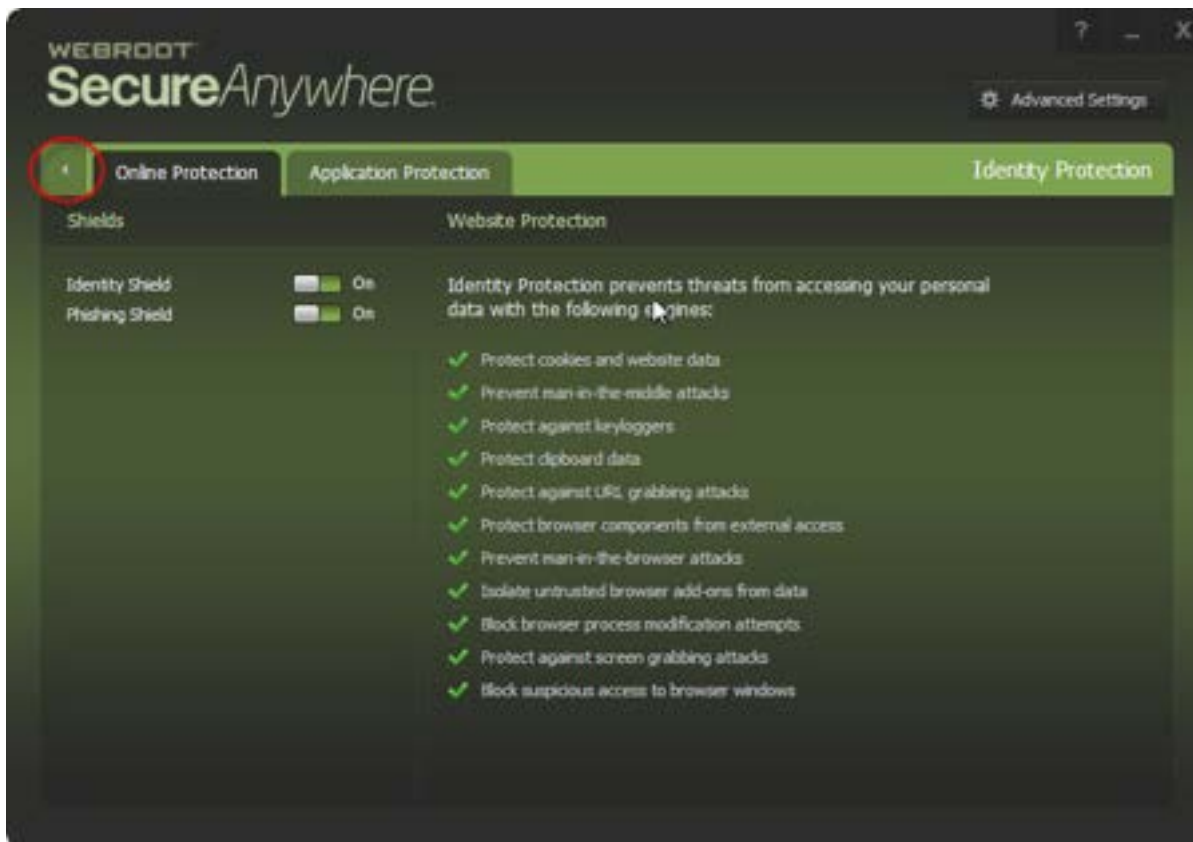 WEBROOT
SecureAnywhere.
? _ X
Advanced Settings
Online Protection
Application Protection
Identity Protection
Shields
Website Protection
Identity Shield On
Phishing Shield On
Identity Protection prevents threats from accessing your personal
data with the following engines:
Protect cookies and website data
Prevent man-in-the-middle attacks
Protect against keyloggers
Protect clipboard data
Protect against URL grabbing attacks
Protect browser components from external access
Prevent man-in-the-browser attacks
Isolate untrusted browser add-ons from data
Block browser process modification attempts
Protect against screen grabbing attacks
Block suspicious access to browser windows